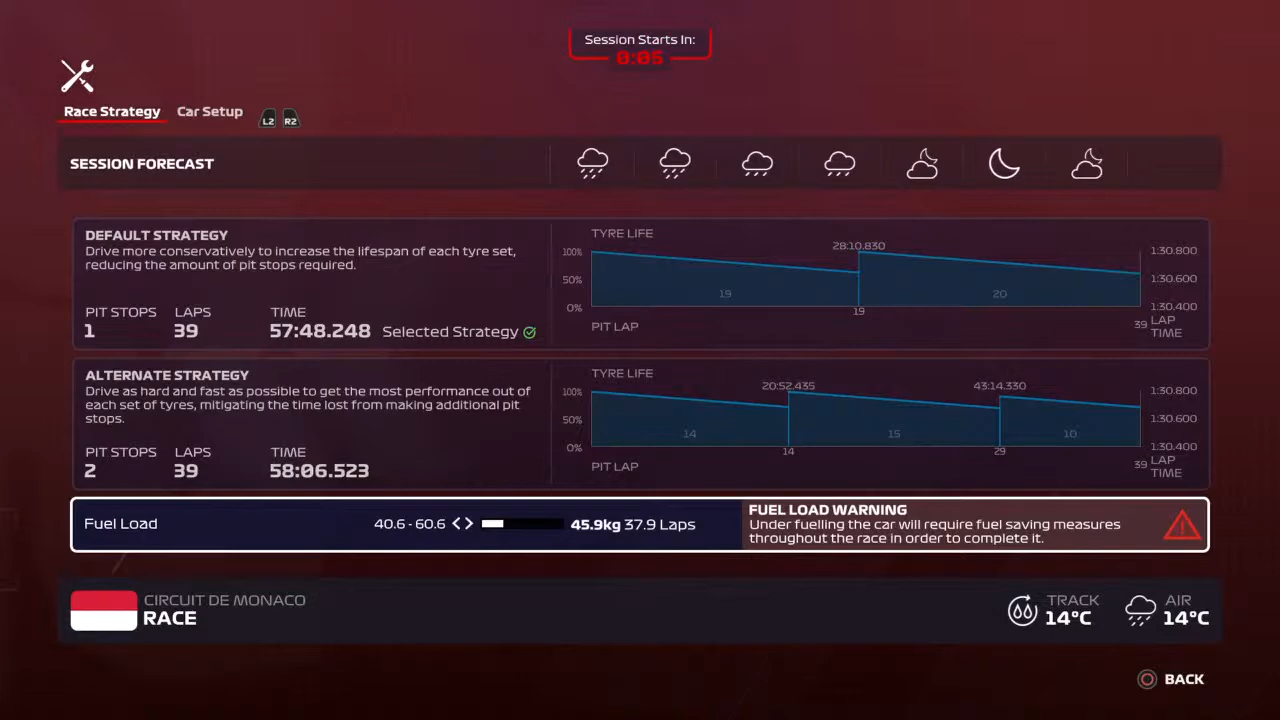 Session Starts In:
0:05
Race Strategy Car Setup L2 R2
SESSION FORECAST
DEFAULT STRATEGY
Drive more conservatively to increase the lifespan of each tyre set,
reducing the amount of pit stops required.
PIT STOPS LAPS TIME
1 39 57:48.248 Selected Strategy
TYRE LIFE
28:10.830
100% 1:30.800
50% 1:30.600
19 20
0% 1:30.400
19
PIT LAP 39 LAP
TIME
ALTERNATE STRATEGY
Drive as hard and fast as possible to get the most performance out of
each set of tyres, mitigating the time lost from making additional pit
stops.
PIT STOPS LAPS TIME
2 39 58:06.523
TYRE LIFE
20:52.435 43:14.330
100% 1:30.800
50% 1:30.600
14 15 10
0% 1:30.400
14 29
PIT LAP 39 LAP
TIME
Fuel Load 40.6 - 60.6 <> 45.9kg 37.9 Laps
FUEL LOAD WARNING
Under fuelling the car will require fuel saving measures
throughout the race in order to complete it.
CIRCUIT DE MONACO
RACE
TRACK
14°C
AIR
14°C
BACK